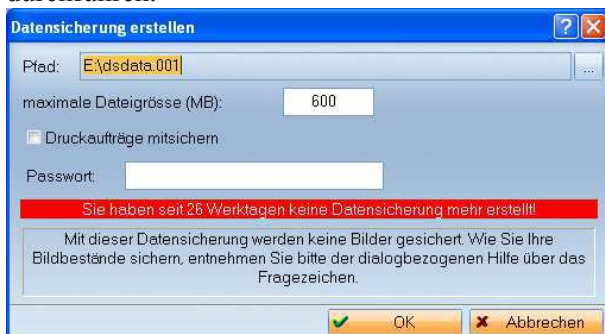 Datensicherung erstellen
Pfad: E:\dsdata.001 ...
maximale Dateigrösse (MB): 600
Druckaufträge mitsichern
Passwort:
Sie haben seit 26 Werktagen keine Datensicherung mehr erstellt!
Mit dieser Datensicherung werden keine Bilder gesichert. Wie Sie Ihre
Bildbestände sichern, entnehmen Sie bitte der dialogbezogenen Hilfe über das
Fragezeichen.
OK Abbrechen